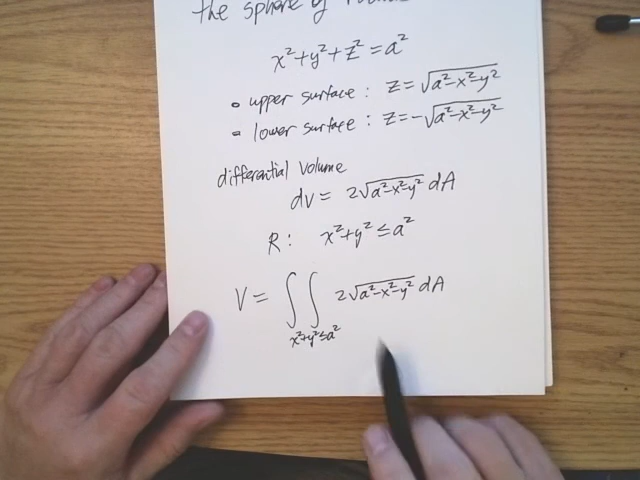 the sphere of
x²+y²+z²=a²
• upper surface : z=√(a²-x²-y²)
• lower surface : z=-√(a²-x²-y²)
differential volume
dV= 2√(a²-x²-y²) dA
R: x²+y²≤a²
V= ∫∫ 2√(a²-x²-y²) dA
x²+y²≤a²